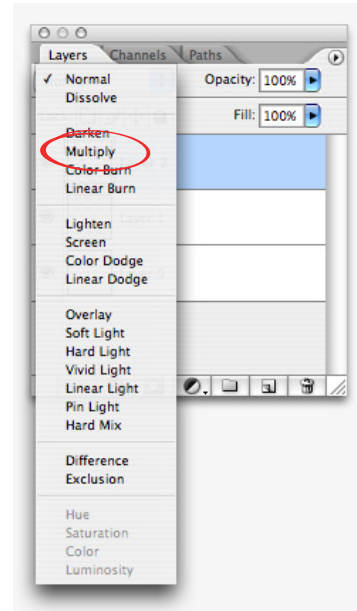 Layers Channels Paths
✓ Normal Opacity: 100%
Dissolve
Fill: 100%
Darken
Multiply
Color Burn
Linear Burn
Lighten
Screen
Color Dodge
Linear Dodge
Overlay
Soft Light
Hard Light
Vivid Light
Linear Light
Pin Light
Hard Mix
Difference
Exclusion
Hue
Saturation
Color
Luminosity